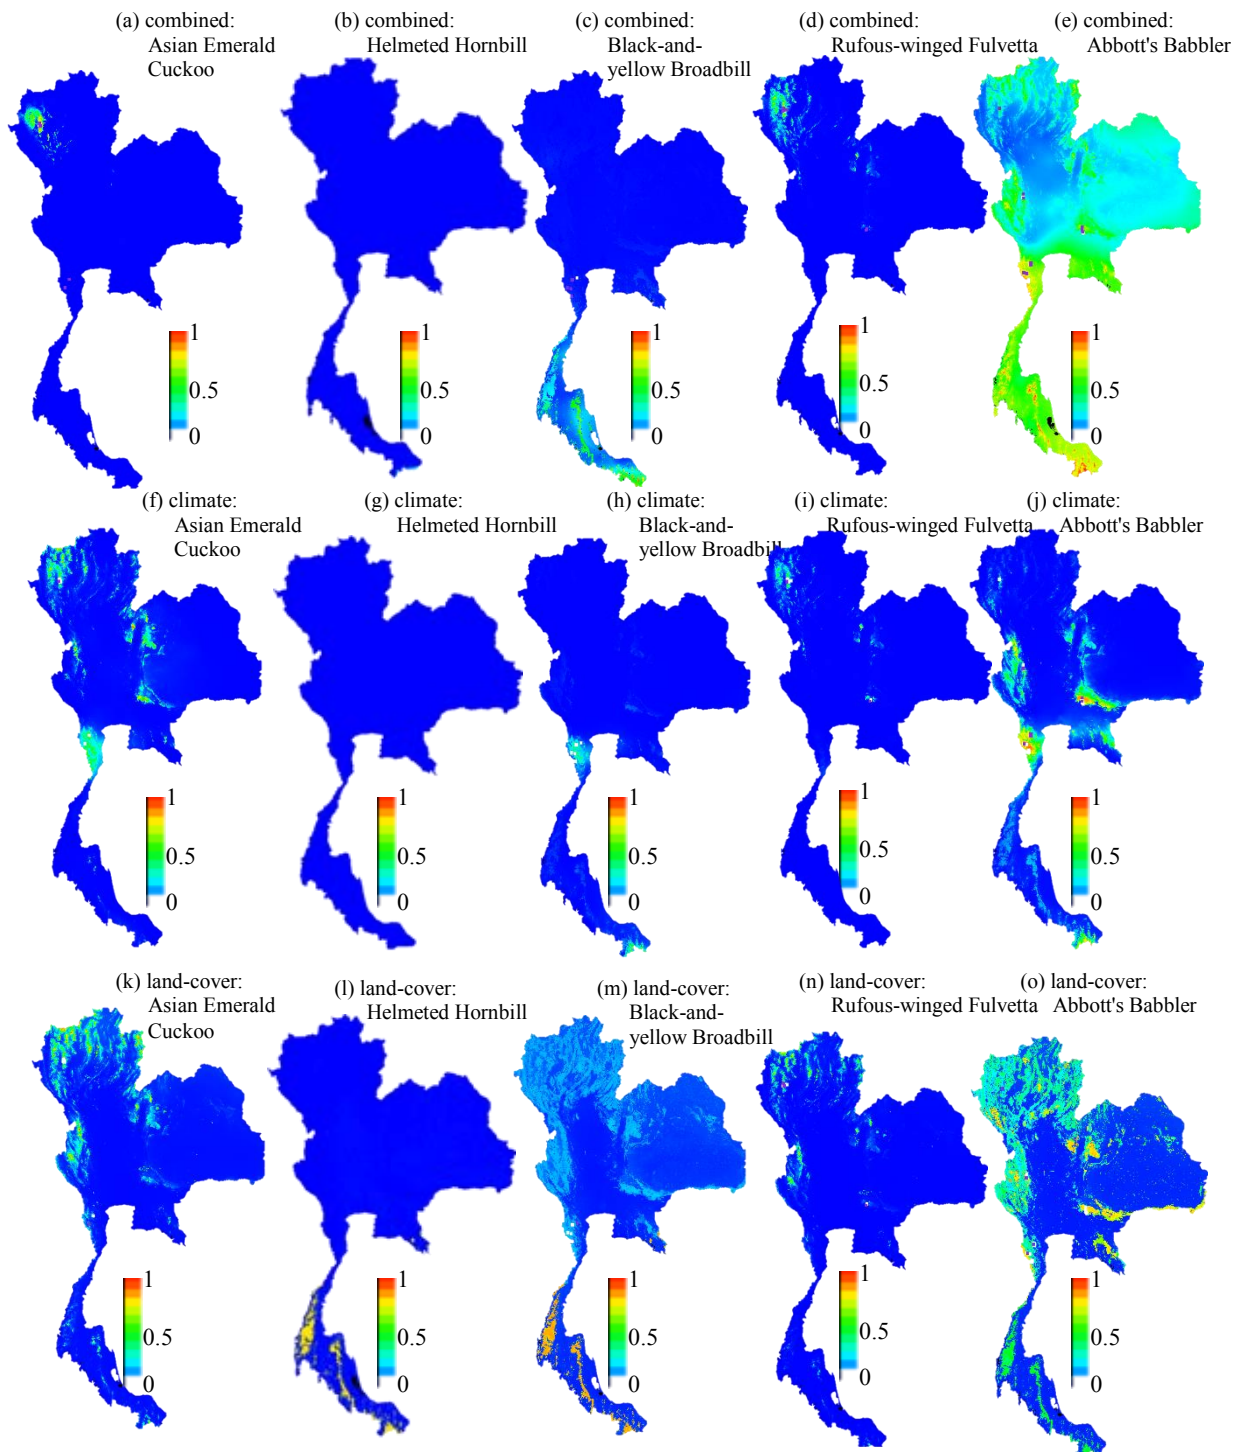 (a) combined:
Asian Emerald
Cuckoo
(b) combined:
Helmeted Hornbill
(c) combined:
Black-and-
yellow Broadbill
(d) combined:
Rufous-winged Fulvetta
(e) combined:
Abbott's Babbler
1
0.5
0
1
0.5
0
1
0.5
0
1
0.5
0
1
0.5
0
(f) climate:
Asian Emerald
Cuckoo
(g) climate:
Helmeted Hornbill
(h) climate:
Black-and-
yellow Broadbill
(i) climate:
Rufous-winged Fulvetta
(j) climate:
Abbott's Babbler
1
0.5
0
1
0.5
0
1
0.5
0
1
0.5
0
1
0.5
0
(k) land-cover:
Asian Emerald
Cuckoo
(l) land-cover:
Helmeted Hornbill
(m) land-cover:
Black-and-
yellow Broadbill
(n) land-cover:
Rufous-winged Fulvetta
(o) land-cover:
Abbott's Babbler
1
0.5
0
1
0.5
0
1
0.5
0
1
0.5
0
1
0.5
0